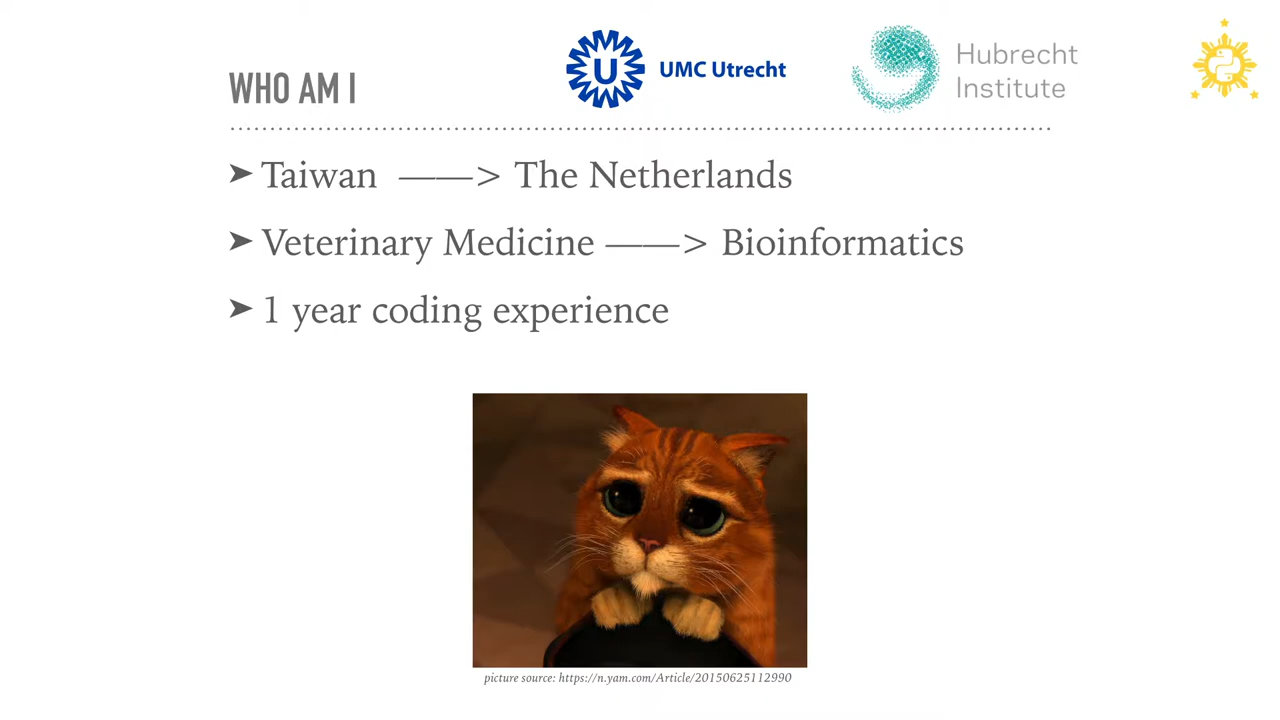 WHO AM I
U UMC Utrecht
Hubrecht
Institute
➤ Taiwan ——> The Netherlands
➤ Veterinary Medicine ——> Bioinformatics
➤ 1 year coding experience
picture source: https://n.yam.com/Article/20150625112990